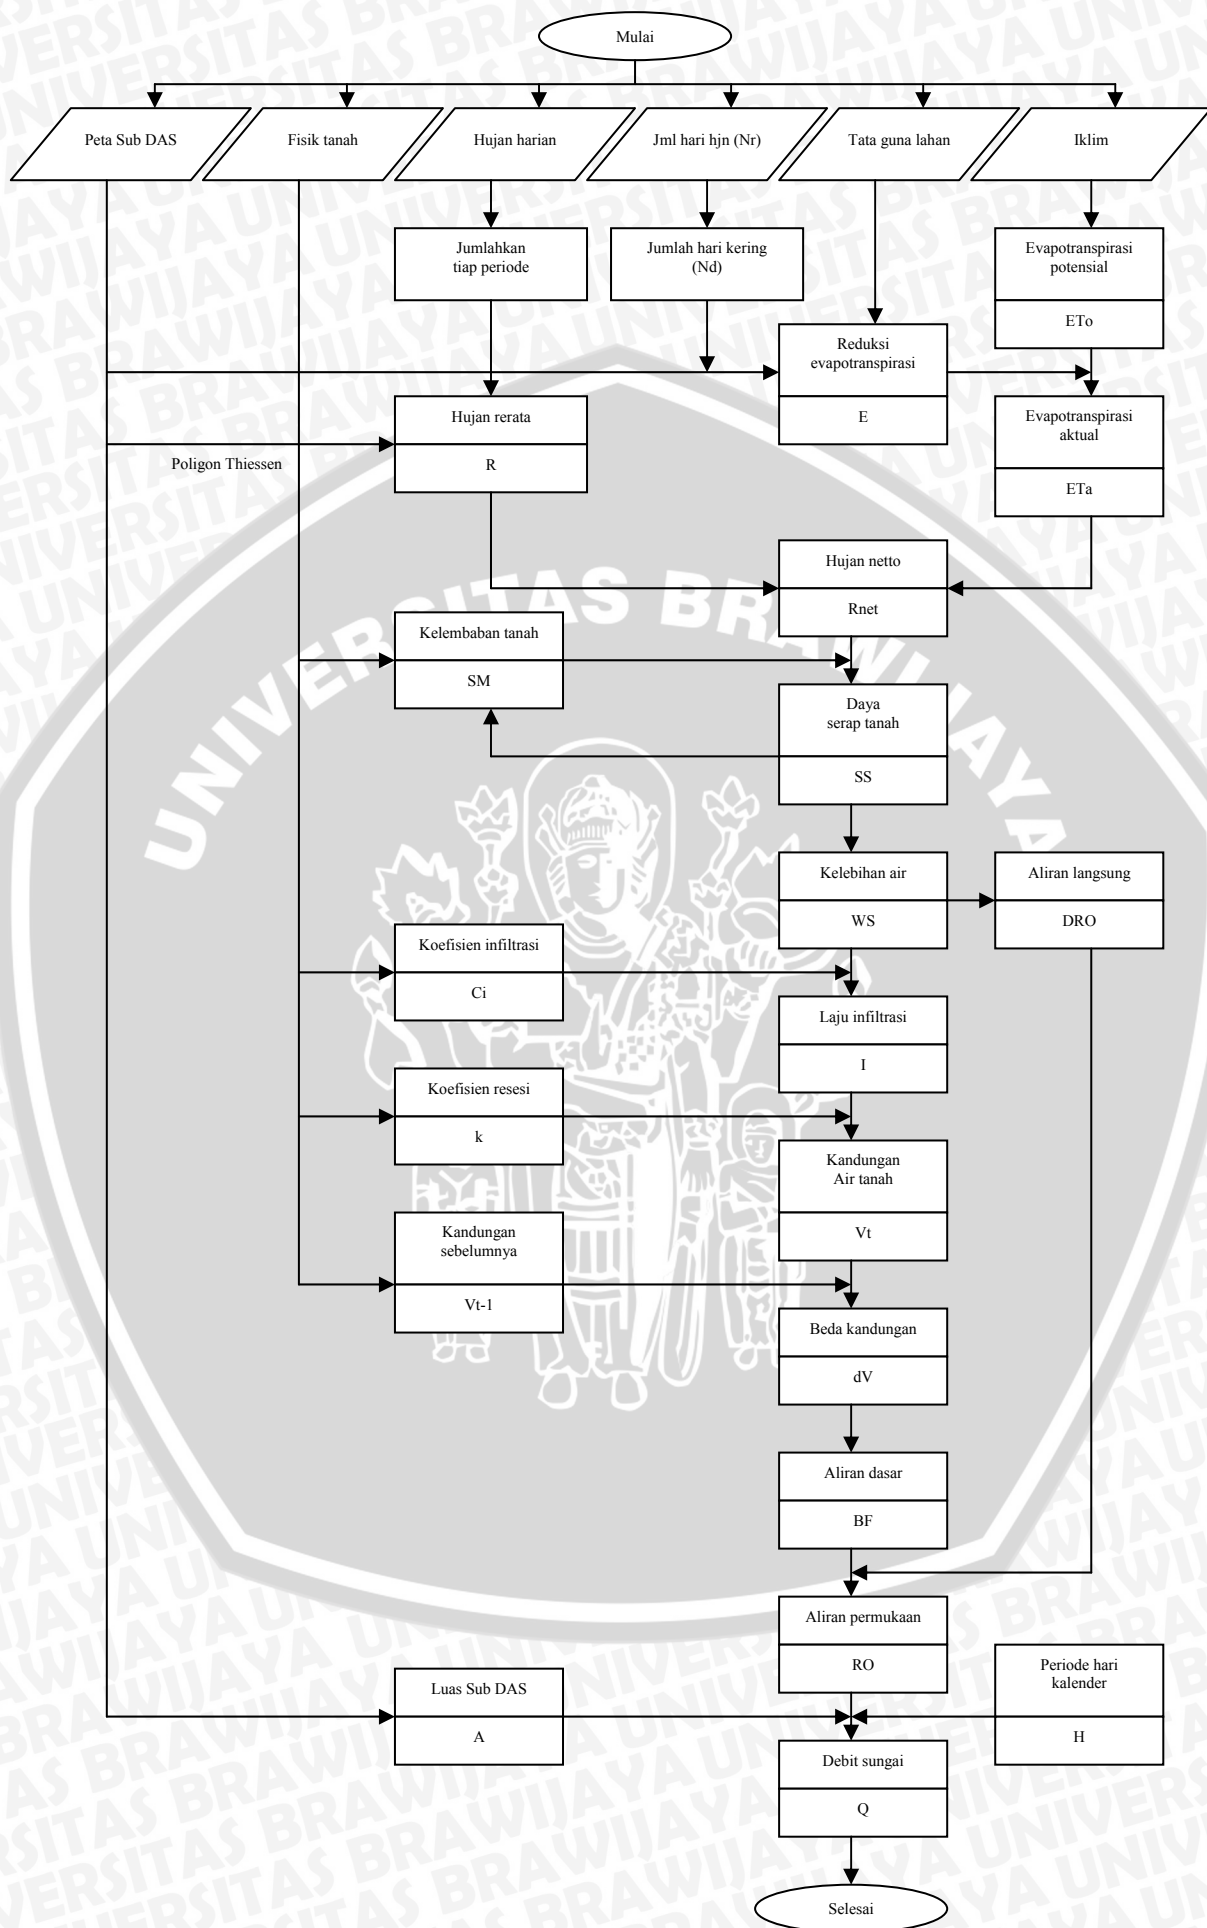 Mulai
Peta Sub DAS
Fisik tanah
Hujan harian
Jml hari hjn (Nr)
Tata guna lahan
Iklim
Jumlahkan
tiap periode
Jumlah hari kering
(Nd)
Evapotranspirasi
potensial
ETo
Reduksi
evapotranspirasi
E
Hujan rerata
R
Evapotranspirasi
aktual
ETa
Poligon Thiessen
Hujan netto
Rnet
Kelembaban tanah
SM
Daya
serap tanah
SS
Kelebihan air
WS
Aliran langsung
DRO
Koefisien infiltrasi
Ci
Laju infiltrasi
I
Koefisien resesi
k
Kandungan
Air tanah
Vt
Kandungan
sebelumnya
Vt-1
Beda kandungan
dV
Aliran dasar
BF
Aliran permukaan
RO
Periode hari
kalender
H
Luas Sub DAS
A
Debit sungai
Q
Selesai
UNIVERSITAS BRAWIJAYA